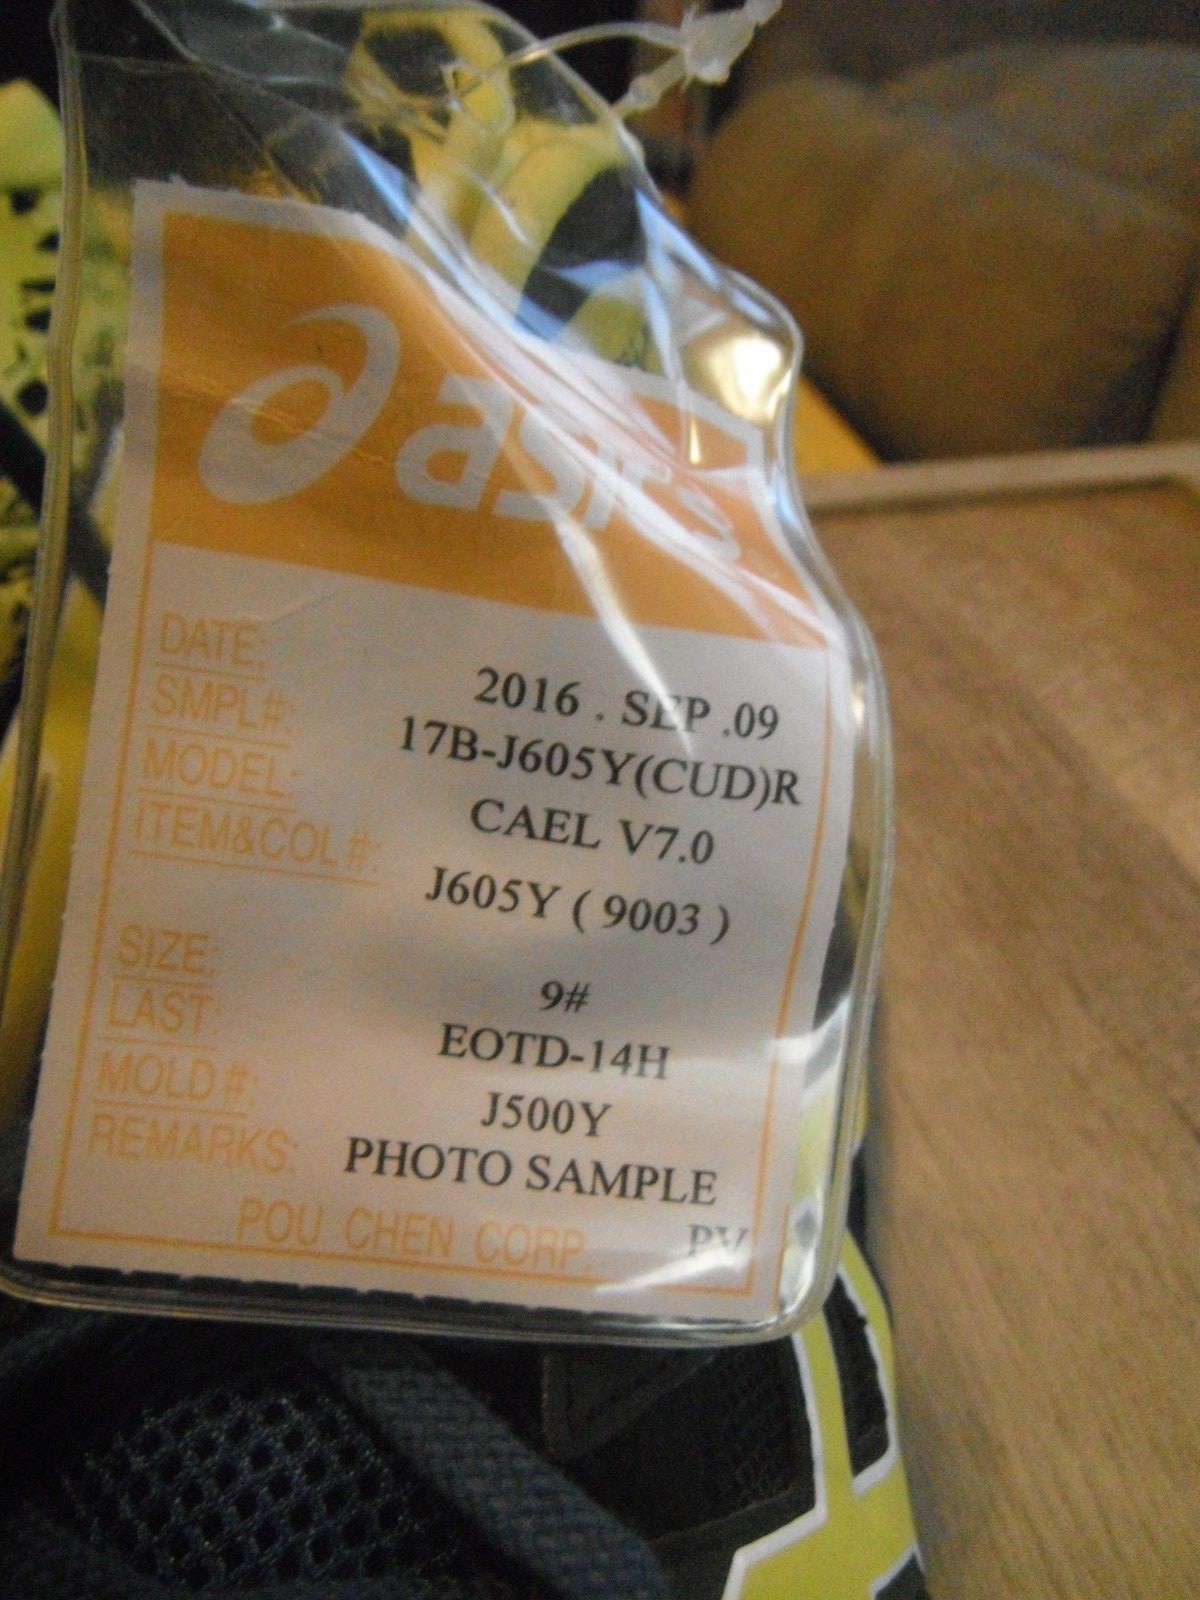 asics
DATE: 2016 . SEP .09
SMPL#: 17B-J605Y(CUD)R
MODEL: CAEL V7.0
ITEM&COL#: J605Y ( 9003 )
SIZE: 9#
LAST: EOTD-14H
MOLD#: J500Y
REMARKS: PHOTO SAMPLE
POU CHEN CORP. PV